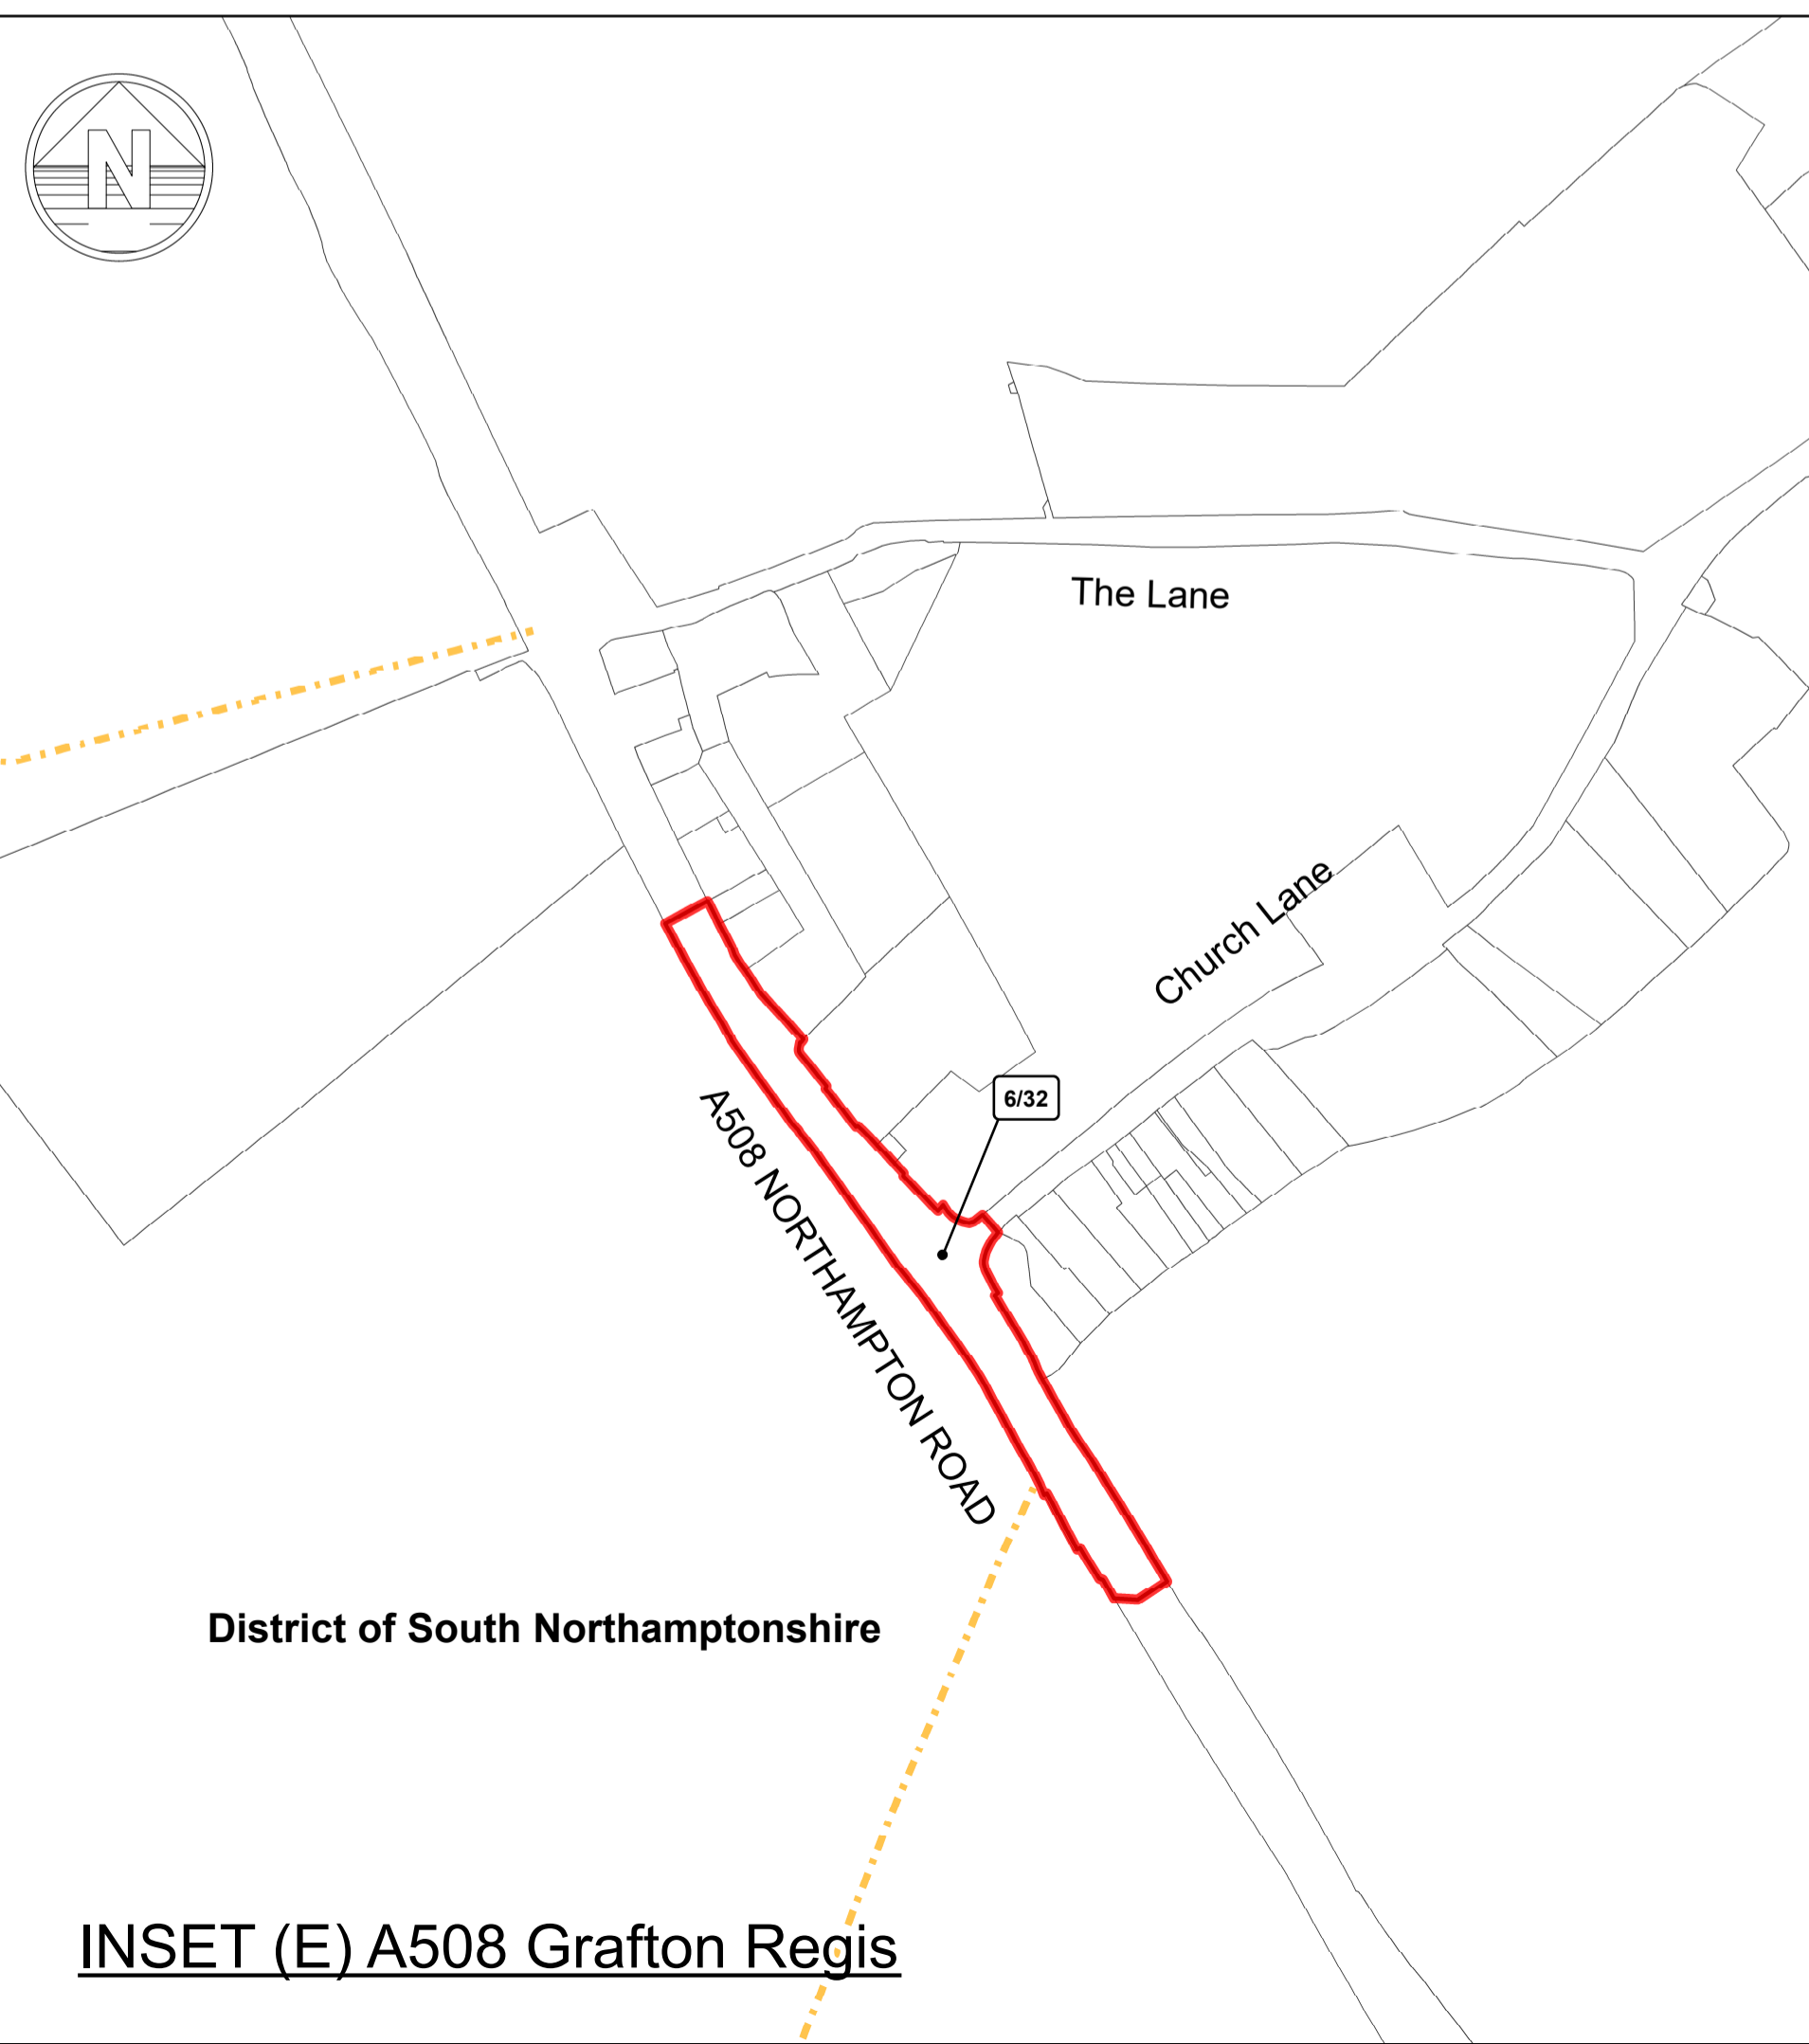 N
The Lane
Church Lane
6/32
A508 NORTHAMPTON ROAD
District of South Northamptonshire
INSET (E) A508 Grafton Regis